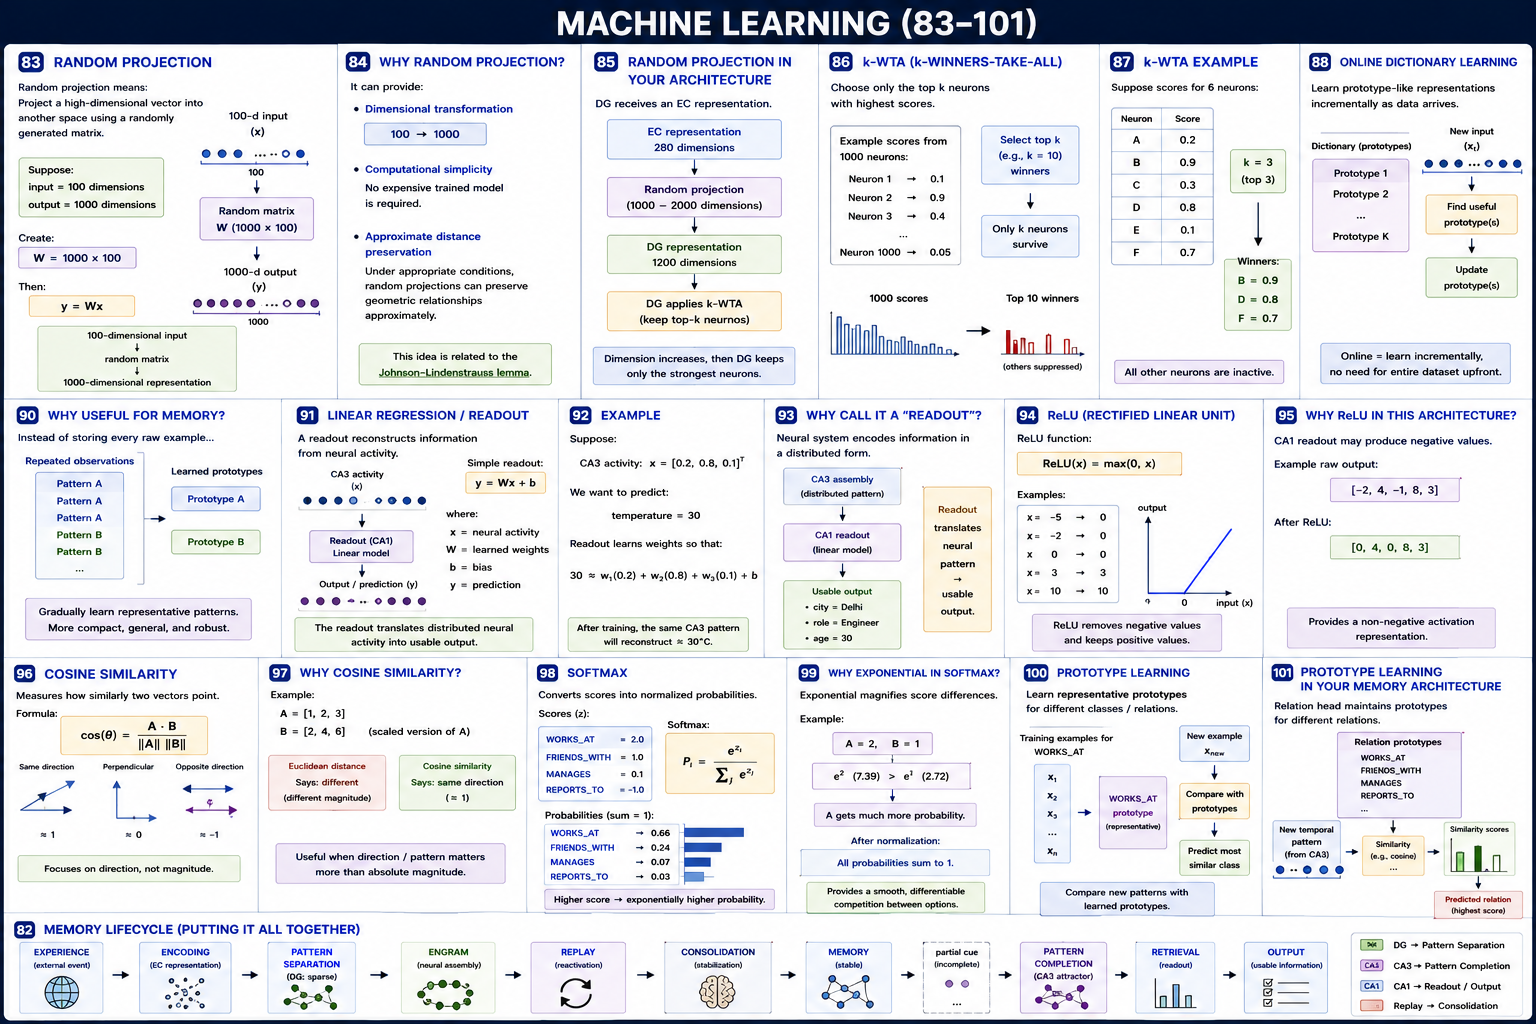 MACHINE LEARNING (83–101)
83 RANDOM PROJECTION
Random projection means:
Project a high-dimensional vector into
another space using a randomly
generated matrix.
Suppose:
input = 100 dimensions
output = 1000 dimensions
Create:
W = 1000 × 100
Then:
y = Wx
100-d input
(x)
100
Random matrix
W (1000 × 100)
1000-d output
(y)
1000
100-dimensional input
↓
random matrix
↓
1000-dimensional representation
84 WHY RANDOM PROJECTION?
It can provide:
• Dimensional transformation
100 → 1000
• Computational simplicity
No expensive trained model
is required.
• Approximate distance
preservation
Under appropriate conditions,
random projections can preserve
geometric relationships
approximately.
This idea is related to the
Johnson–Lindenstrauss lemma.
85 RANDOM PROJECTION IN
YOUR ARCHITECTURE
DG receives an EC representation.
EC representation
280 dimensions
Random projection
(1000 – 2000 dimensions)
DG representation
1200 dimensions
DG applies k-WTA
(keep top-k neurnos)
Dimension increases, then DG keeps
only the strongest neurons.
86 k-WTA (k-WINNERS-TAKE-ALL)
Choose only the top k neurons
with highest scores.
Example scores from
1000 neurons:
Neuron 1 → 0.1
Neuron 2 → 0.9
Neuron 3 → 0.4
...
Neuron 1000 → 0.05
Select top k
(e.g., k = 10)
winners
Only k neurons
survive
1000 scores
Top 10 winners
(others suppressed)
87 k-WTA EXAMPLE
Suppose scores for 6 neurons:
Neuron Score
A 0.2
B 0.9
C 0.3
D 0.8
E 0.1
F 0.7
k = 3
(top 3)
Winners:
B = 0.9
D = 0.8
F = 0.7
All other neurons are inactive.
88 ONLINE DICTIONARY LEARNING
Learn prototype-like representations
incrementally as data arrives.
Dictionary (prototypes)
Prototype 1
Prototype 2
...
Prototype K
New input
(x₁)
Find useful
prototype(s)
Update
prototype(s)
Online = learn incrementally,
no need for entire dataset upfront.
90 WHY USEFUL FOR MEMORY?
Instead of storing every raw example...
Repeated observations
Pattern A
Pattern A
Pattern A
Pattern B
Pattern B
...
Learned prototypes
Prototype A
Prototype B
Gradually learn representative patterns.
More compact, general, and robust.
91 LINEAR REGRESSION / READOUT
A readout reconstructs information
from neural activity.
CA3 activity
(x)
Readout (CA1)
Linear model
Output / prediction (y)
Simple readout:
y = Wx + b
where:
x = neural activity
W = learned weights
b = bias
y = prediction
The readout translates distributed neural
activity into usable output.
92 EXAMPLE
Suppose:
CA3 activity: x = [0.2, 0.8, 0.1]ᵀ
We want to predict:
temperature = 30
Readout learns weights so that:
30 ≈ w₁(0.2) + w₂(0.8) + w₃(0.1) + b
After training, the same CA3 pattern
will reconstruct ≈ 30°C.
93 WHY CALL IT A “READOUT”?
Neural system encodes information in
a distributed form.
CA3 assembly
(distributed pattern)
CA1 readout
(linear model)
Usable output
• city = Delhi
• role = Engineer
• age = 30
Readout
translates
neural
pattern
→
usable
output.
94 ReLU (RECTIFIED LINEAR UNIT)
ReLU function:
ReLU(x) = max(0, x)
Examples:
x = −5 → 0
x = −2 → 0
x 0 → 0
x = 3 → 3
x = 10 → 10
output
0
input (x)
ReLU removes negative values
and keeps positive values.
95 WHY ReLU IN THIS ARCHITECTURE?
CA1 readout may produce negative values.
Example raw output:
[−2, 4, −1, 8, 3]
After ReLU:
[0, 4, 0, 8, 3]
Provides a non-negative activation
representation.
96 COSINE SIMILARITY
Measures how similarly two vectors point.
Formula:
cos(θ) = A · B / ||A|| ||B||
Same direction
Perpendicular
Opposite direction
≈ 1
≈ 0
≈ −1
Focuses on direction, not magnitude.
97 WHY COSINE SIMILARITY?
Example:
A = [1, 2, 3]
B = [2, 4, 6] (scaled version of A)
Euclidean distance
Says: different
(different magnitude)
Cosine similarity
Says: same direction
(≈ 1)
Useful when direction / pattern matters
more than absolute magnitude.
98 SOFTMAX
Converts scores into normalized probabilities.
Scores (z):
WORKS_AT = 2.0
FRIENDS_WITH = 1.0
MANAGES = 0.1
REPORTS_TO = -1.0
Softmax:
Pᵢ = e^zᵢ / ∑ⱼ e^zⱼ
Probabilities (sum = 1):
WORKS_AT → 0.66
FRIENDS_WITH → 0.24
MANAGES → 0.07
REPORTS_TO → 0.03
Higher score → exponentially higher probability.
99 WHY EXPONENTIAL IN SOFTMAX?
Exponential magnifies score differences.
Example:
A = 2, B = 1
e² (7.39) > e¹ (2.72)
A gets much more probability.
After normalization:
All probabilities sum to 1.
Provides a smooth, differentiable
competition between options.
100 PROTOTYPE LEARNING
Learn representative prototypes
for different classes / relations.
Training examples for
WORKS_AT
x₁
x₂
x₃
...
xₙ
WORKS_AT
prototype
(representative)
New example
xnew
Compare with
prototypes
Predict most
similar class
Compare new patterns with
learned prototypes.
101 PROTOTYPE LEARNING
IN YOUR MEMORY ARCHITECTURE
Relation head maintains prototypes
for different relations.
Relation prototypes
WORKS_AT
FRIENDS_WITH
MANAGES
REPORTS_TO
...
New temporal
pattern
(from CA3)
Similarity
(e.g., cosine)
...
Similarity scores
Predicted relation
(highest score)
82 MEMORY LIFECYCLE (PUTTING IT ALL TOGETHER)
EXPERIENCE
(external event)
ENCODING
(EC representation)
PATTERN
SEPARATION
(DG: sparse)
ENGRAM
(neural assembly)
REPLAY
(reactivation)
CONSOLIDATION
(stabilization)
MEMORY
(stable)
partial cue
(incomplete)
...
PATTERN
COMPLETION
(CA3 attractor)
RETRIEVAL
(readout)
OUTPUT
(usable information)
DG → Pattern Separation
CA3 CA3 → Pattern Completion
CA1 CA1 → Readout / Output
Replay → Consolidation